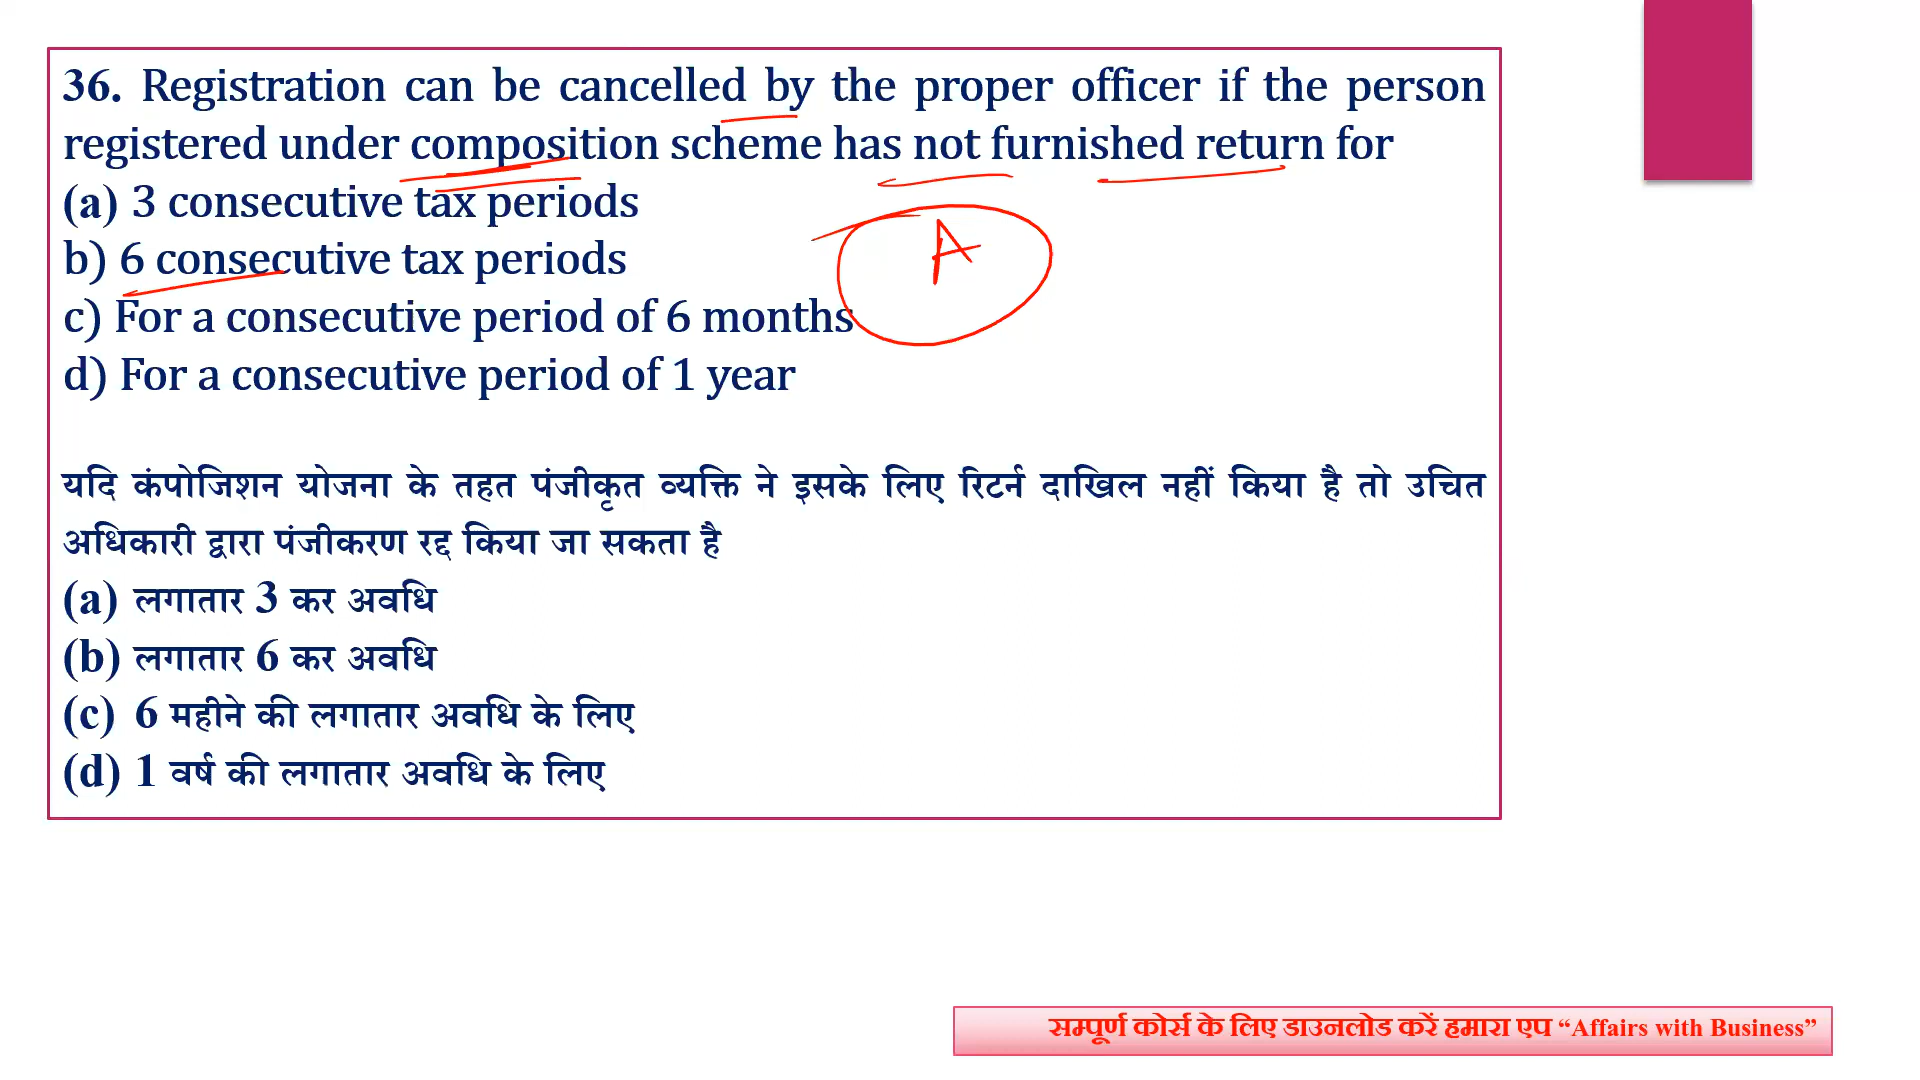 36. Registration can be cancelled by the proper officer if the person
registered under composition scheme has not furnished return for
(a) 3 consecutive tax periods
b) 6 consecutive tax periods
A
c) For a consecutive period of 6 months
d) For a consecutive period of 1 year
यदि कंपोजिशन योजना के तहत पंजीकृत व्यक्ति ने इसके लिए रिटर्न दाखिल नहीं किया है तो उचित
अधिकारी द्वारा पंजीकरण रद्द किया जा सकता है
(a) लगातार 3 कर अवधि
(b) लगातार 6 कर अवधि
(c) 6 महीने की लगातार अवधि के लिए
(d) 1 वर्ष की लगातार अवधि के लिए
सम्पूर्ण कोर्स के लिए डाउनलोड करें हमारा एप “Affairs with Business”